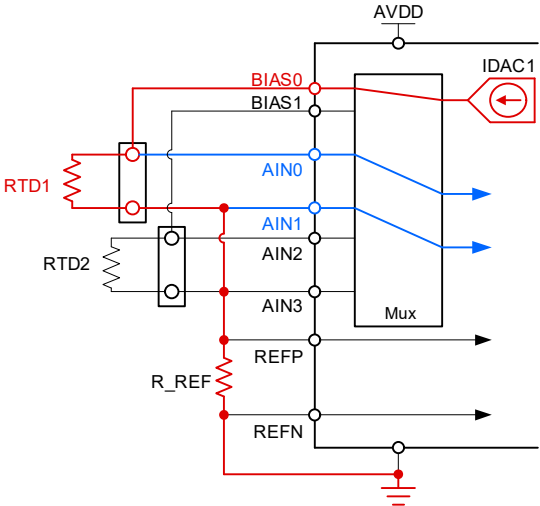 AVDD
IDAC1
BIAS0
BIAS1
AIN0
RTD1
AIN1
AIN2
RTD2
AIN3
Mux
REFP
R_REF
REFN